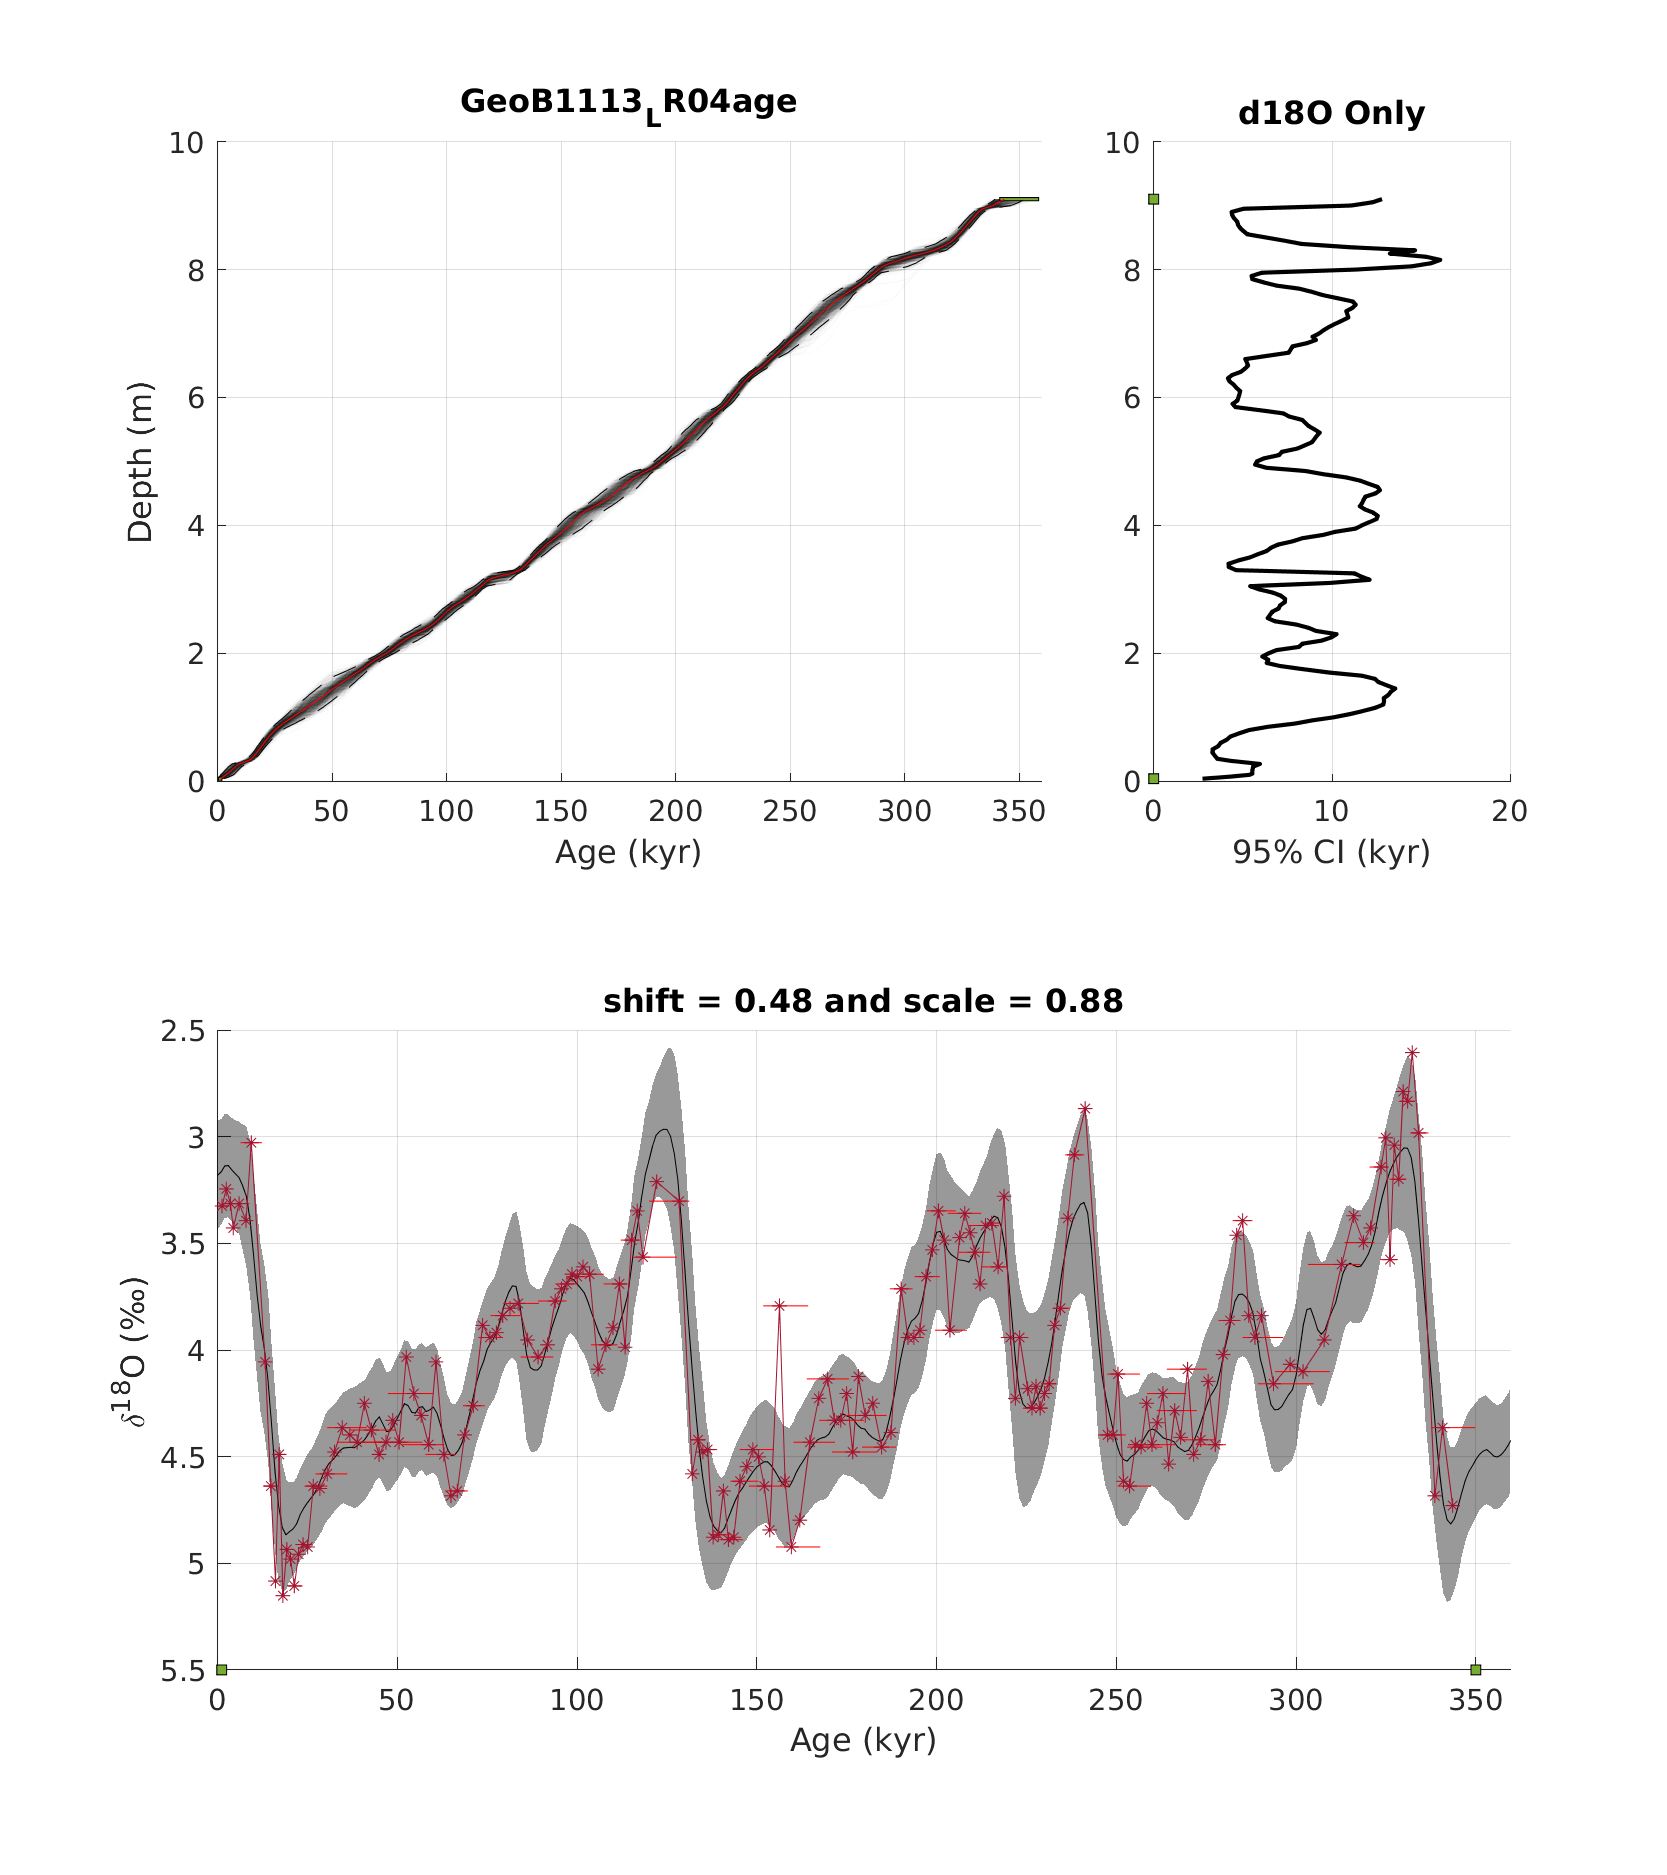 GeoB1113LR04age
d18O Only
10
8
6
4
2
0
Depth (m)
0 50 100 150 200 250 300 350
Age (kyr)
10
8
6
4
2
0
0 10 20
95% CI (kyr)
shift = 0.48 and scale = 0.88
2.5
3
3.5
4
4.5
5
5.5
δ18O (‰)
0 50 100 150 200 250 300 350
Age (kyr)